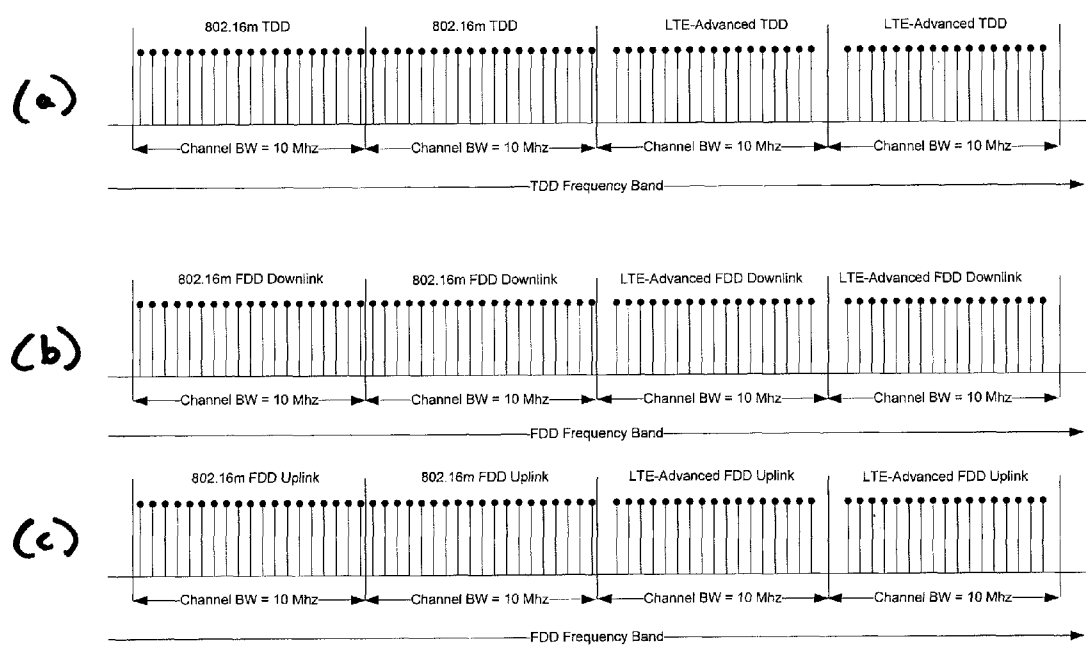 802.16m TDD 802.16m TDD LTE-Advanced TDD LTE-Advanced TDD
(a)
Channel BW = 10 Mhz Channel BW = 10 Mhz Channel BW = 10 Mhz Channel BW = 10 Mhz
TDD Frequency Band
802.16m FDD Downlink 802.16m FDD Downlink LTE-Advanced FDD Downlink LTE-Advanced FDD Downlink
(b)
Channel BW = 10 Mhz Channel BW = 10 Mhz Channel BW = 10 Mhz Channel BW = 10 Mhz
FDD Frequency Band
802.16m FDD Uplink 802.16m FDD Uplink LTE-Advanced FDD Uplink LTE-Advanced FDD Uplink
(c)
Channel BW = 10 Mhz Channel BW = 10 Mhz Channel BW = 10 Mhz Channel BW = 10 Mhz
FDD Frequency Band